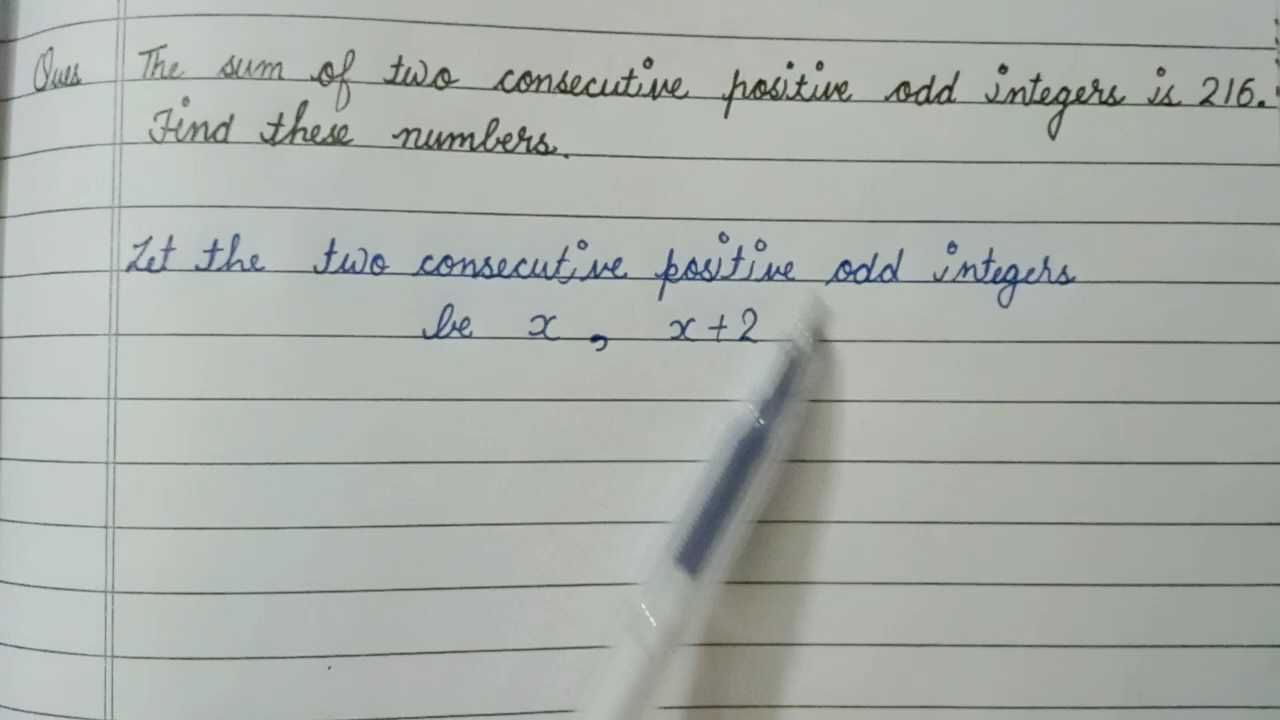 Ques The sum of two consecutive positive odd integers is 216.
Find these numbers.
Let the two consecutive positive odd integers
be x , x + 2